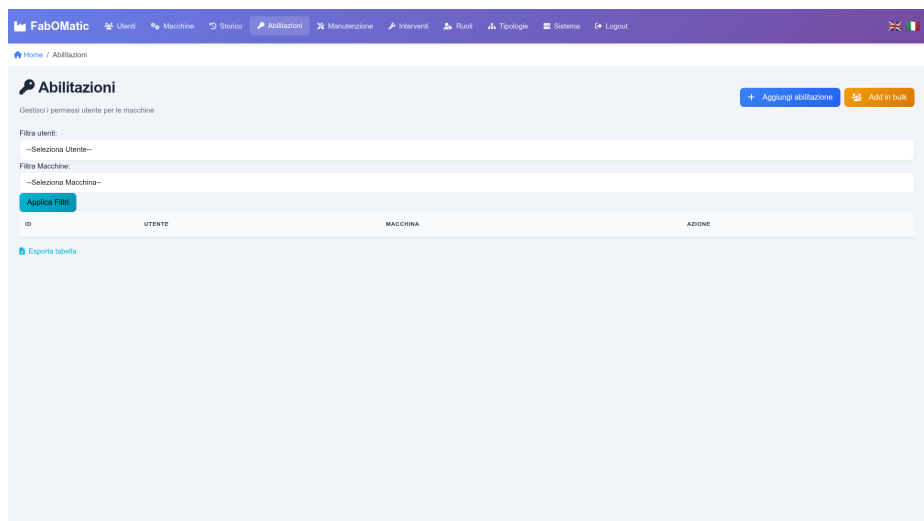 FabOMatic Utenti Macchine Storico Abilitazioni Manutenzione Interventi Ruoli Tipologie Sistema Logout
Home / Abilitazioni
Abilitazioni
Gestisci i permessi utente per le macchine
+ Aggiungi abilitazione Add in bulk
Filtra utenti:
--Seleziona Utente--
Filtra Macchine:
--Seleziona Macchina--
Applica Filtri
ID UTENTE MACCHINA AZIONE
Esporta tabella